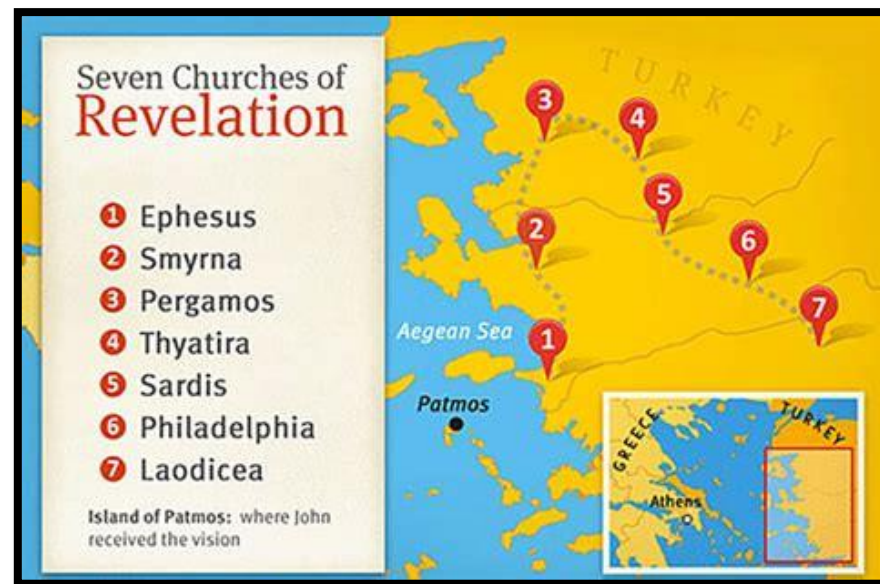 Seven Churches of
Revelation
1 Ephesus
2 Smyrna
3 Pergamos
4 Thyatira
5 Sardis
6 Philadelphia
7 Laodicea
Island of Patmos: where John
received the vision
TURKEY
3
4
5
2
6
7
Aegean Sea
1
Patmos
GREECE
TURKEY
Athens